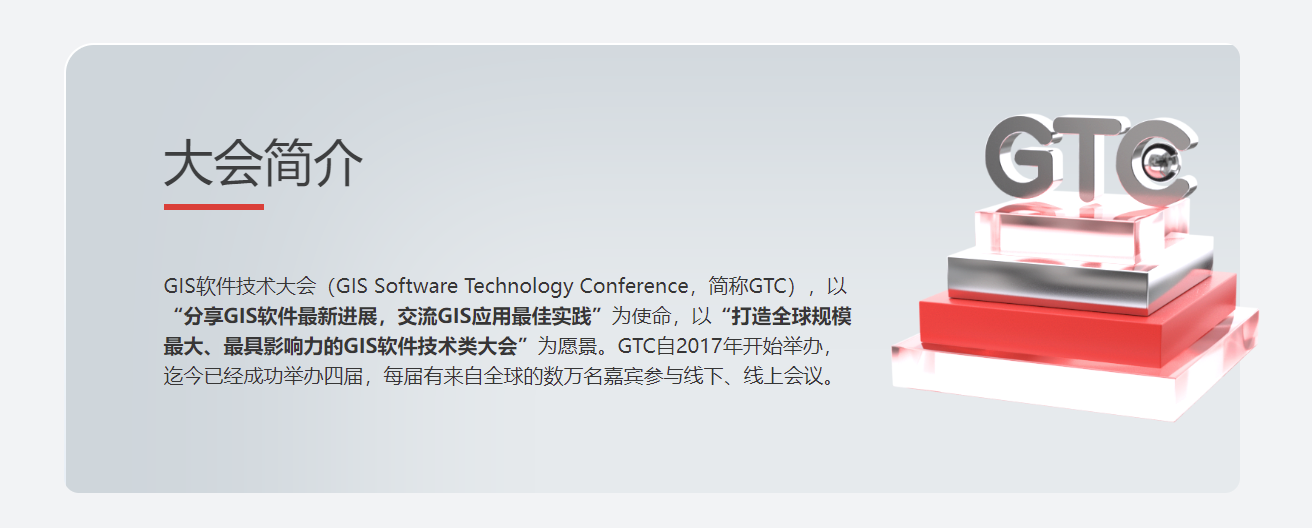 大会简介
GTC
GIS软件技术大会（GIS Software Technology Conference，简称GTC），以
“分享GIS软件最新进展，交流GIS应用最佳实践”为使命，以“打造全球规模
最大、最具影响力的GIS软件技术类大会”为愿景。GTC自2017年开始举办，
迄今已经成功举办四届，每届有来自全球的数万名嘉宾参与线下、线上会议。